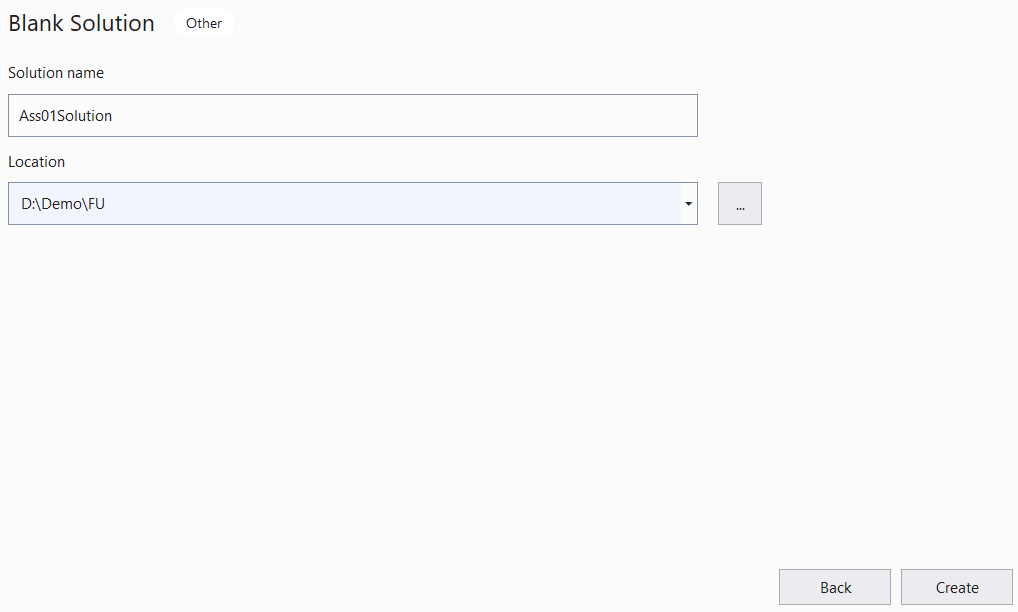 Blank Solution Other
Solution name
Ass01Solution
Location
D:\Demo\FU
...
Back Create